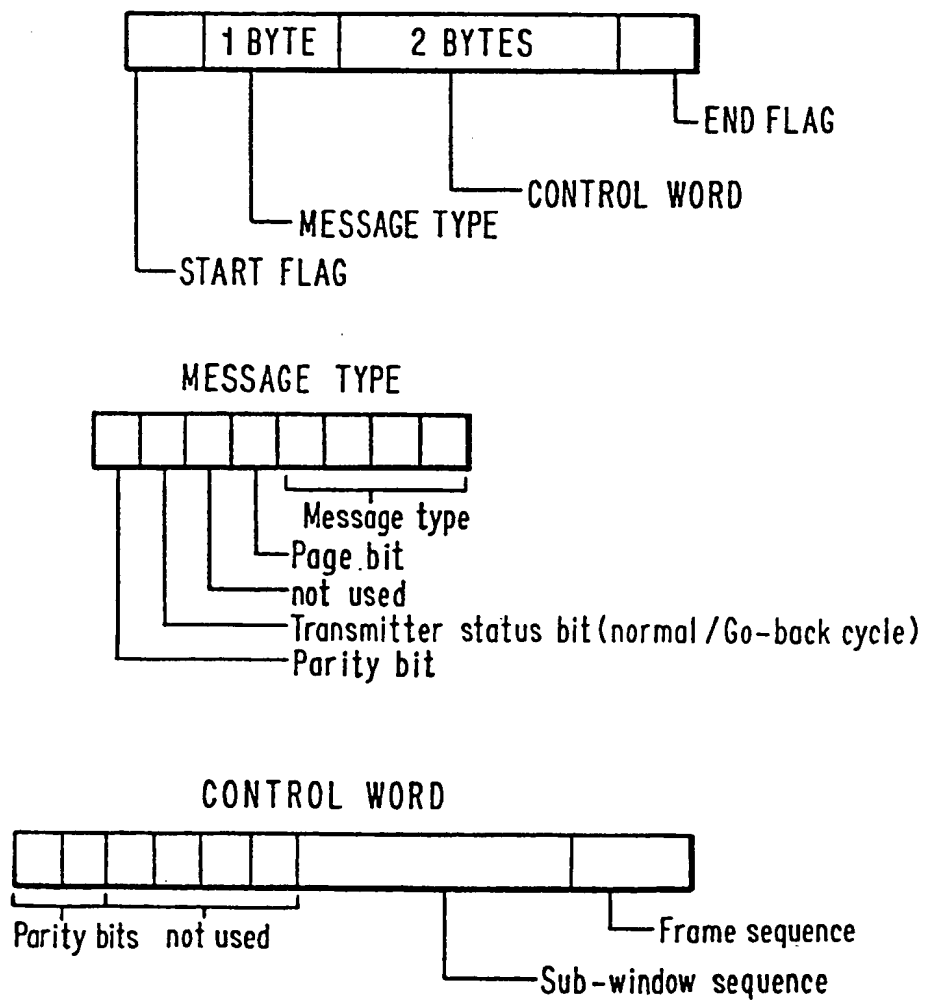 1 BYTE 2 BYTES
END FLAG
CONTROL WORD
MESSAGE TYPE
START FLAG
MESSAGE TYPE
Message type
Page bit
not used
Transmitter status bit (normal / Go-back cycle)
Parity bit
CONTROL WORD
Parity bits not used
Frame sequence
Sub-window sequence